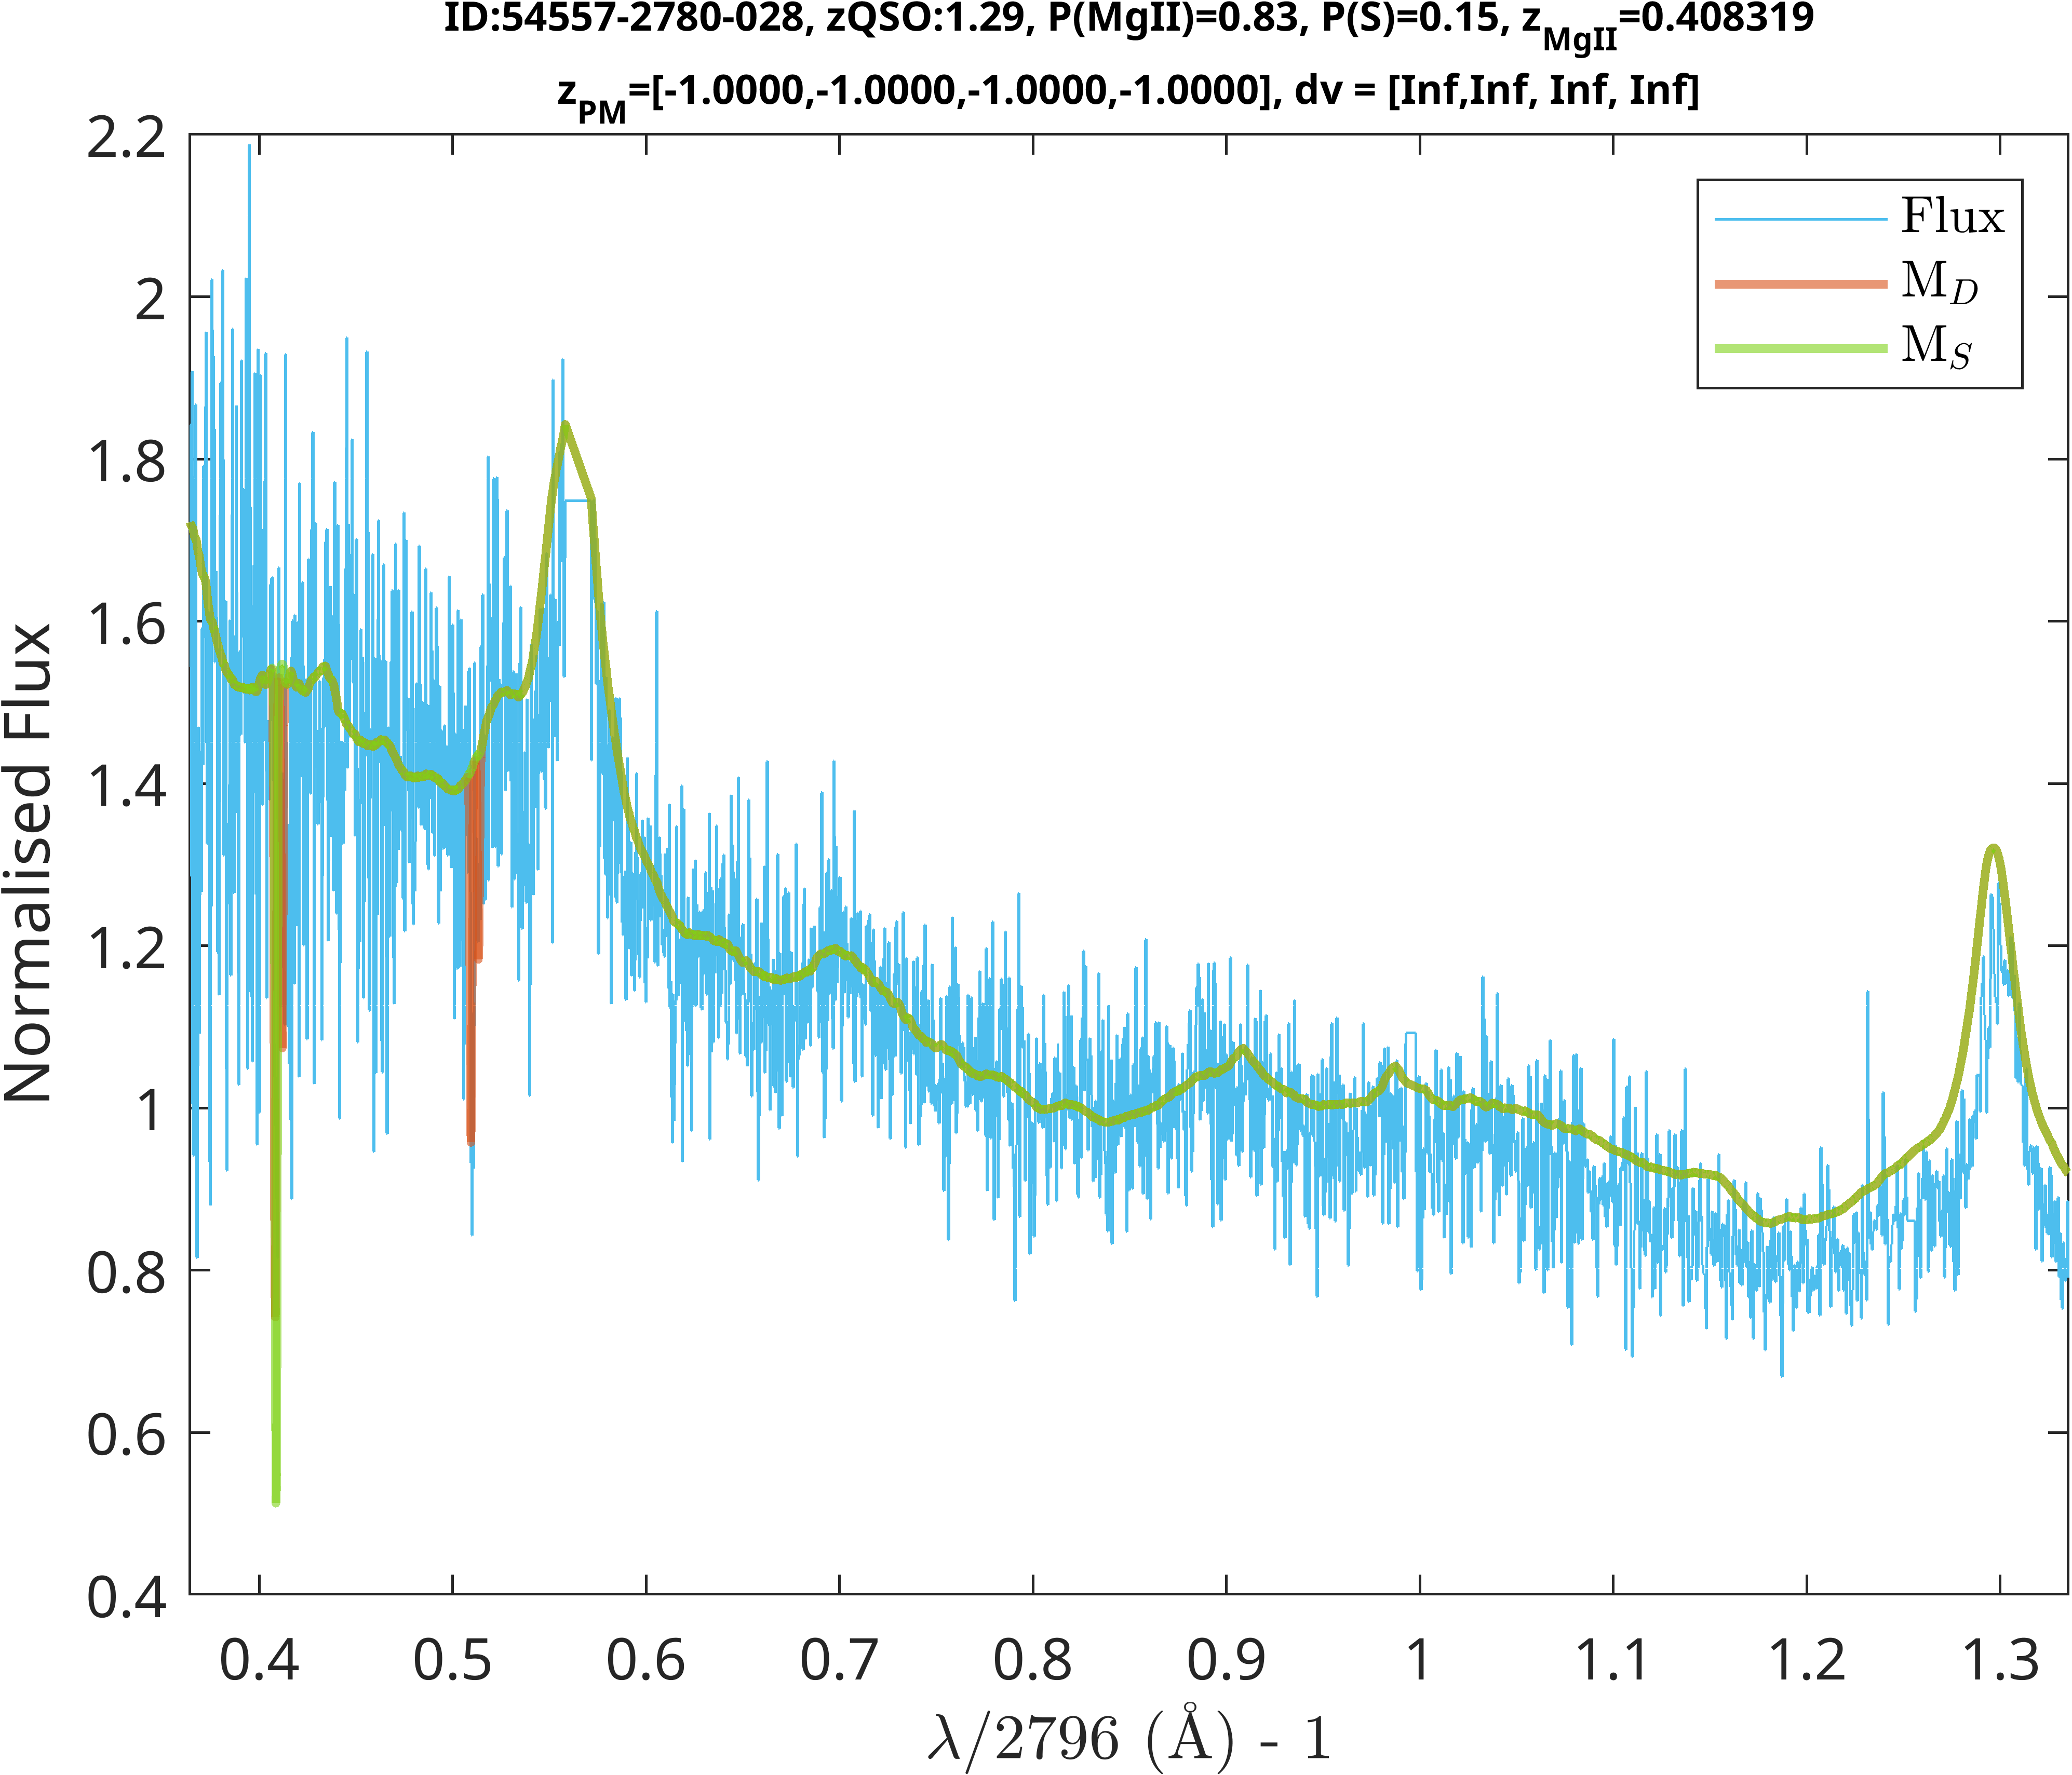 ID:54557-2780-028, zQSO:1.29, P(MgII)=0.83, P(S)=0.15, zMgII=0.408319
zPM=[-1.0000,-1.0000,-1.0000,-1.0000], dv = [Inf,Inf, Inf, Inf]
Flux
MD
MS
Normalised Flux
2.2
2
1.8
1.6
1.4
1.2
1
0.8
0.6
0.4
0.4 0.5 0.6 0.7 0.8 0.9 1 1.1 1.2 1.3
λ/2796 (Å) - 1